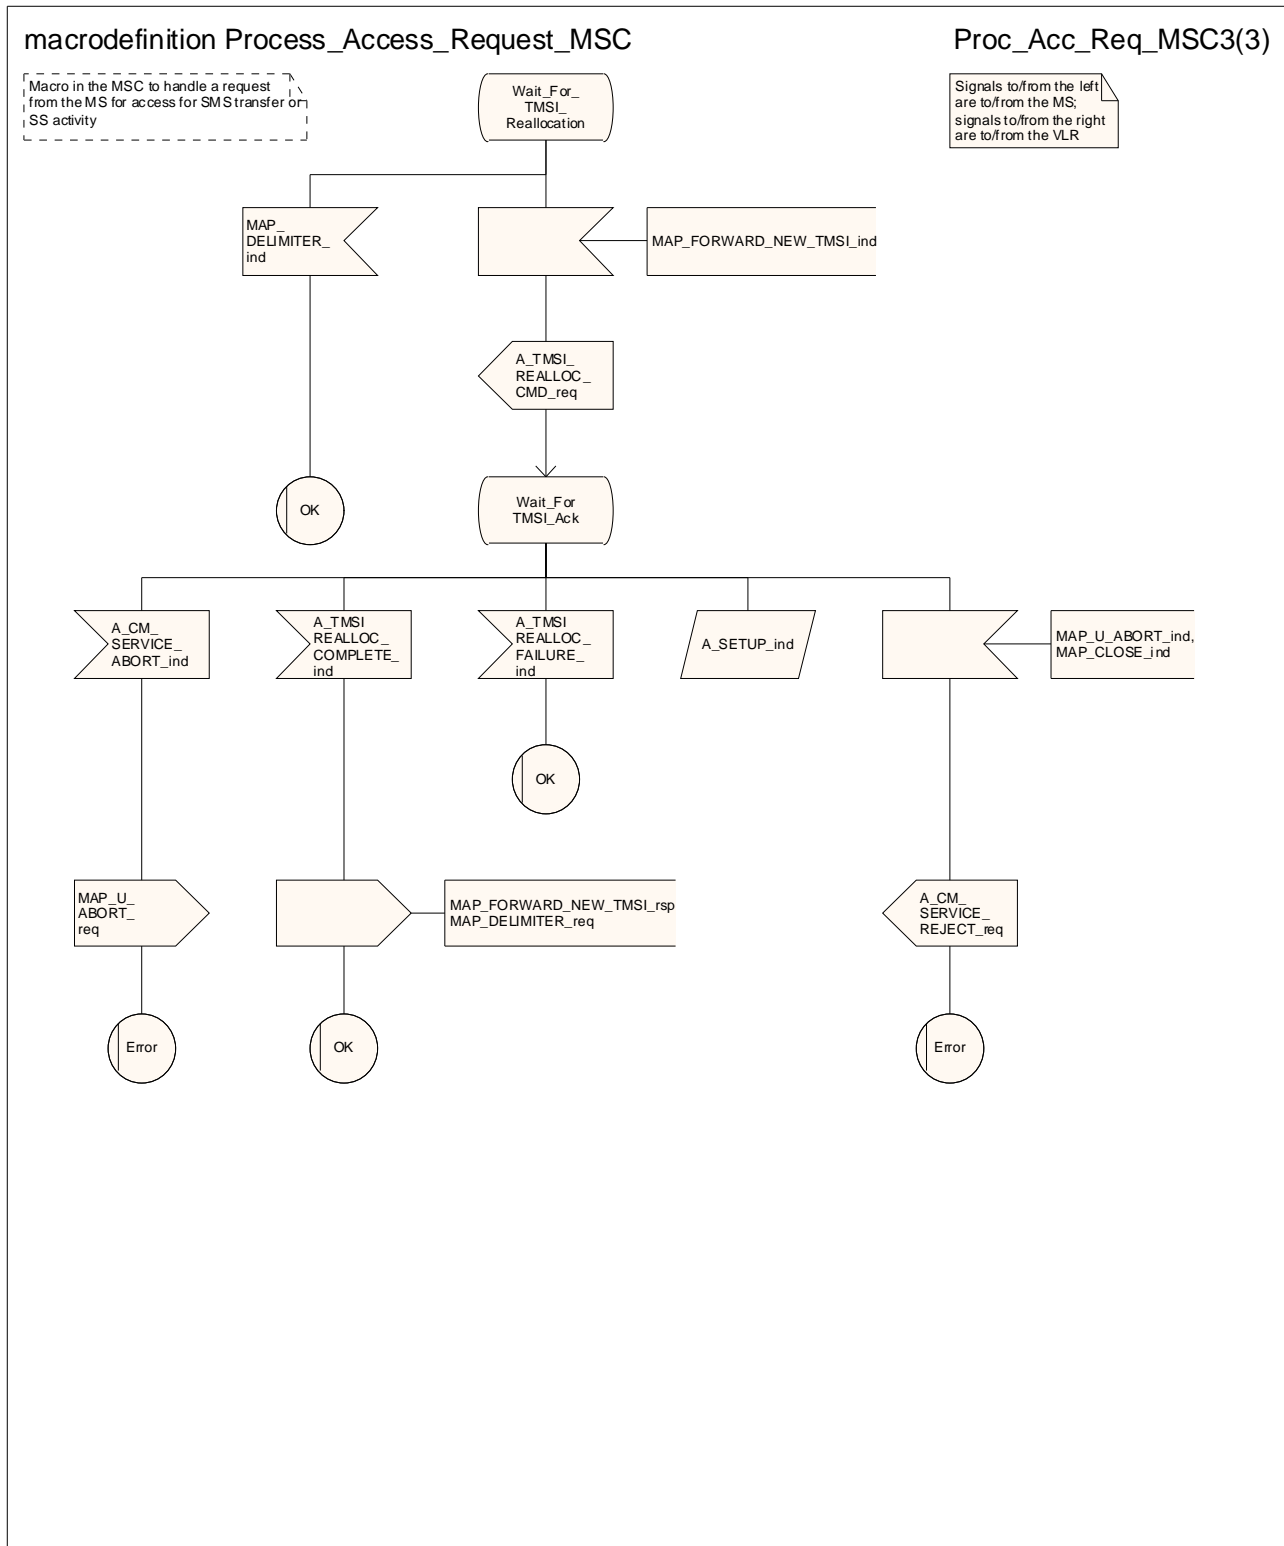 macrodefinition Process_Access_Request_MSC
Proc_Acc_Req_MSC3(3)
Macro in the MSC to handle a request
from the MS for access for SMS transfer or
SS activity
Wait_For_
TMSI_
Reallocation
Signals to/from the left
are to/from the MS;
signals to/from the right
are to/from the VLR
MAP_
DELIMITER_
ind
MAP_FORWARD_NEW_TMSI_ind
A_TMSI_
REALLOC_
CMD_req
OK
Wait_For
TMSI_Ack
A_CM_
SERVICE_
ABORT_ind
A_TMSI
REALLOC_
COMPLETE_
ind
A_TMSI
REALLOC_
FAILURE_
ind
A_SETUP_ind
MAP_U_ABORT_ind,
MAP_CLOSE_ind
OK
MAP_U_
ABORT_
req
MAP_FORWARD_NEW_TMSI_rsp
MAP_DELIMITER_req
A_CM_
SERVICE_
REJECT_req
Error
OK
Error